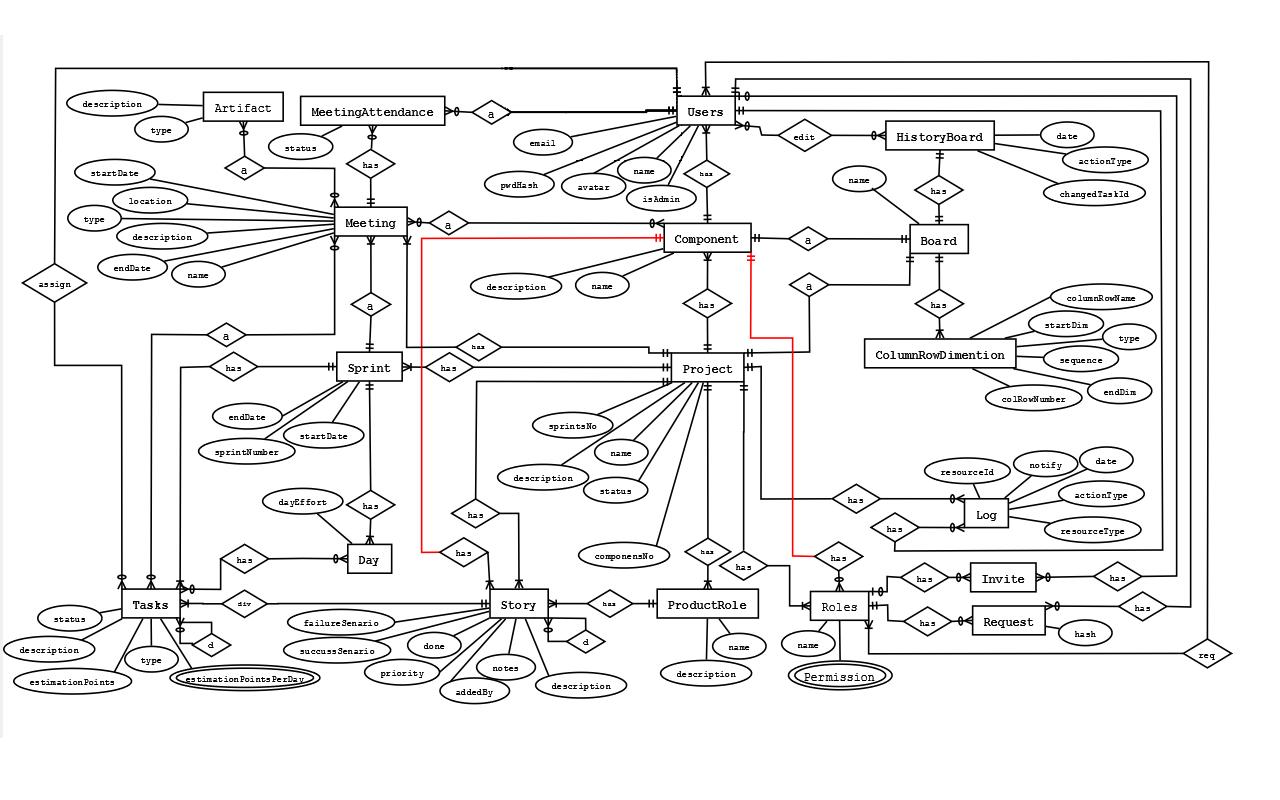 description
Artifact
MeetingAttendance
a
Users
type
status
email
edit
HistoryBoard
date
actionType
changedTaskId
startDate
a
has
pwdHash
avatar
name
isAdmin
has
name
has
location
type
description
endDate
name
Meeting
a
Component
a
Board
assign
description
name
a
a
has
a
has
columnRowName
startDim
type
ColumnRowDimention
sequence
endDim
colRowNumber
has
has
has
Sprint
has
Project
endDate
sprintNumber
startDate
sprintsNo
name
description
status
componensNo
resourceId
notify
date
actionType
resourceType
dayEffort
has
has
has
has
Log
has
Day
has
has
has
has
has
Invite
has
Tasks
div
Story
has
ProductRole
Roles
has
Request
has
hash
status
description
estimationPoints
type
estimationPointsPerDay
d
failureSenario
succussSenario
done
priority
addedBy
notes
description
d
name
description
name
Permission
req